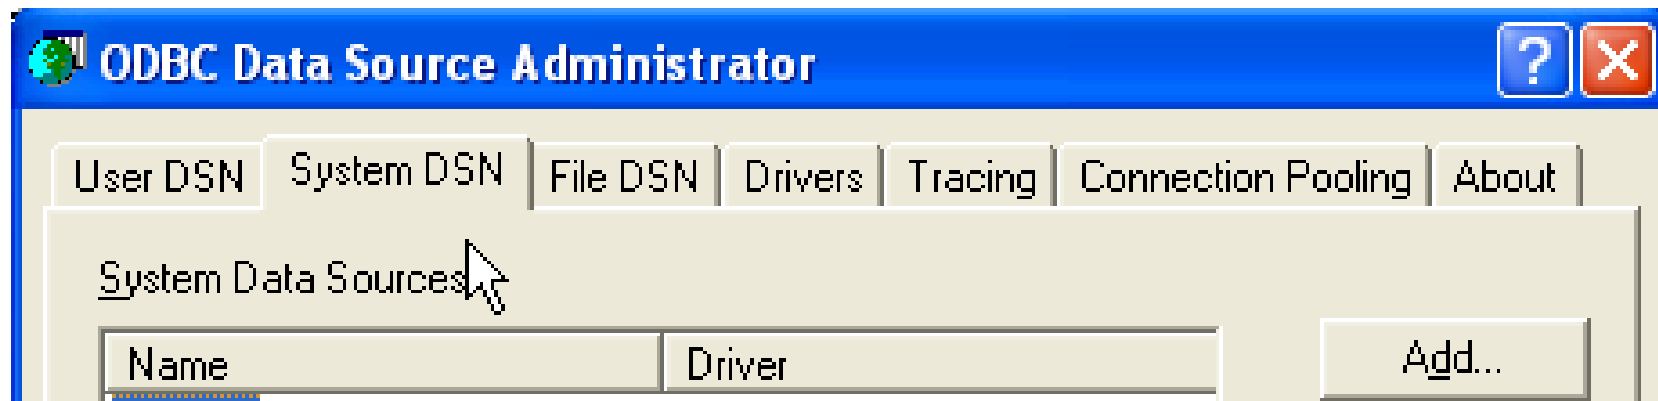 ODBC Data Source Administrator
User DSN System DSN File DSN Drivers Tracing Connection Pooling About
System Data Sources
Name Driver Add...